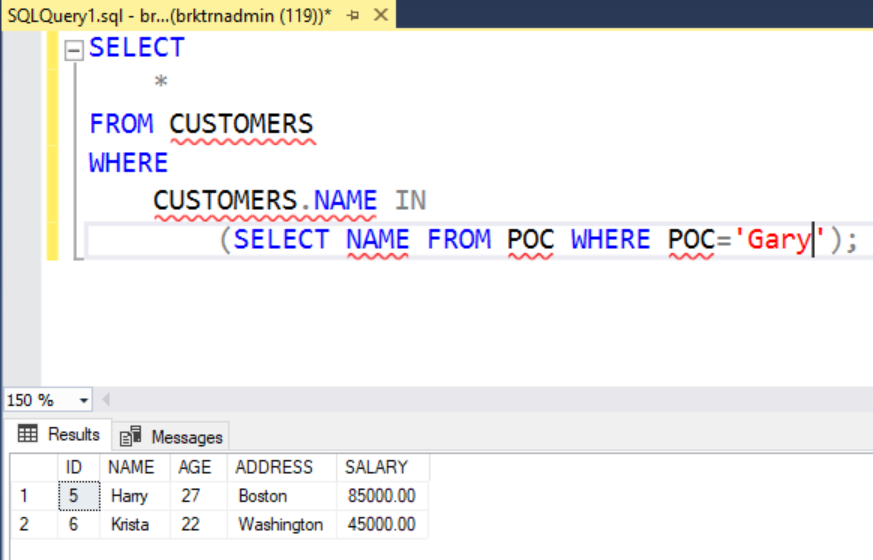 SQLQuery1.sql - br...(brktrnadmin (119))*
SELECT
*
FROM CUSTOMERS
WHERE
CUSTOMERS.NAME IN
(SELECT NAME FROM POC WHERE POC='Gary');
150 %
Results Messages
ID NAME AGE ADDRESS SALARY
1 5 Harry 27 Boston 85000.00
2 6 Krista 22 Washington 45000.00